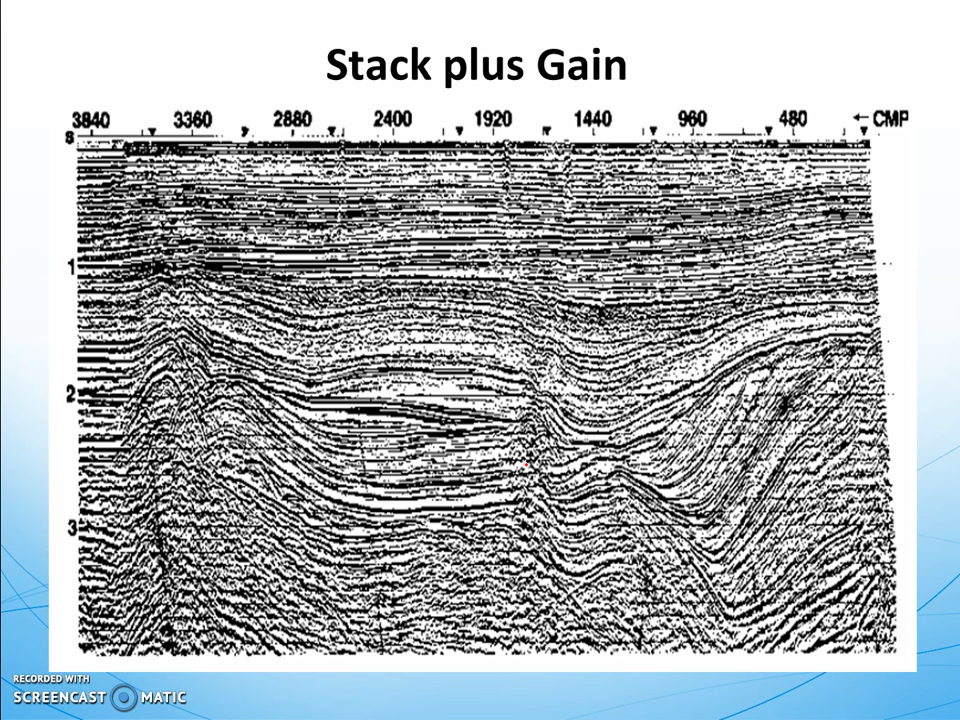 Stack plus Gain
3840 3360 2880 2400 1920 1440 960 480 ← CMP
S
1
2
3
RECORDED WITH
SCREENCAST MATIC